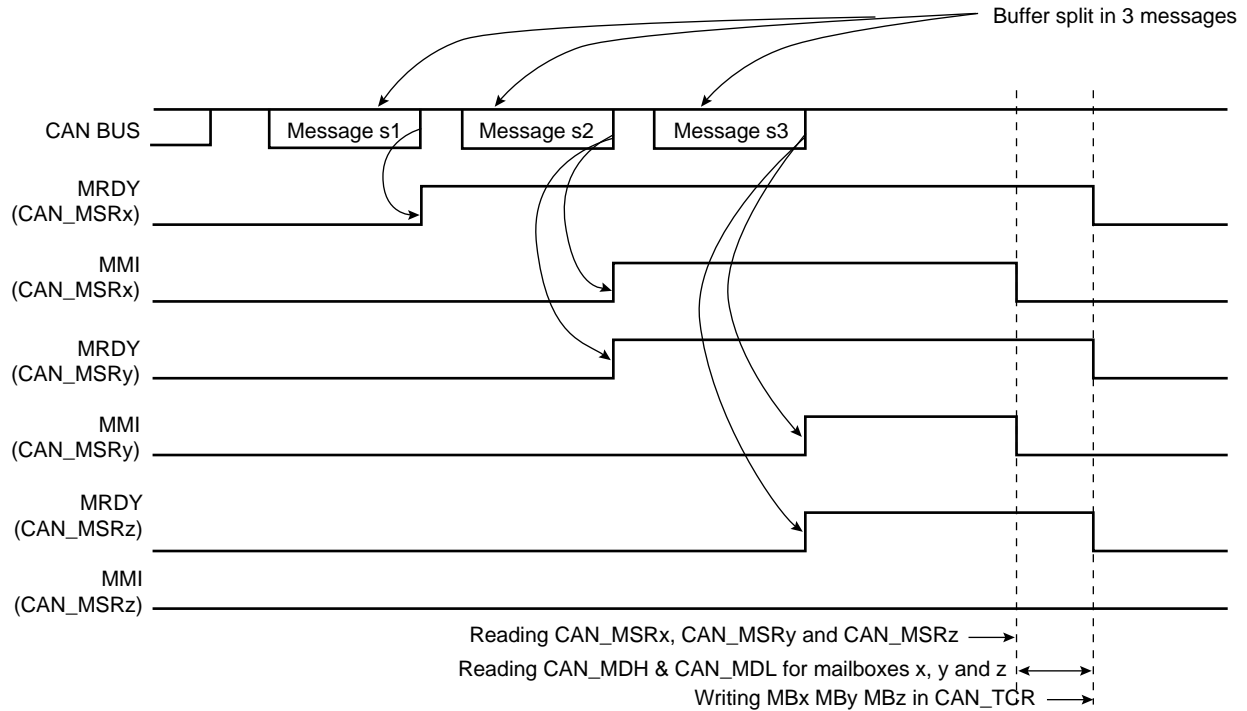 Buffer split in 3 messages
CAN BUS
Message s1
Message s2
Message s3
MRDY
(CAN_MSRx)
MMI
(CAN_MSRx)
MRDY
(CAN_MSRy)
MMI
(CAN_MSRy)
MRDY
(CAN_MSRz)
MMI
(CAN_MSRz)
Reading CAN_MSRx, CAN_MSRy and CAN_MSRz
Reading CAN_MDH & CAN_MDL for mailboxes x, y and z
Writing MBx MBy MBz in CAN_TCR